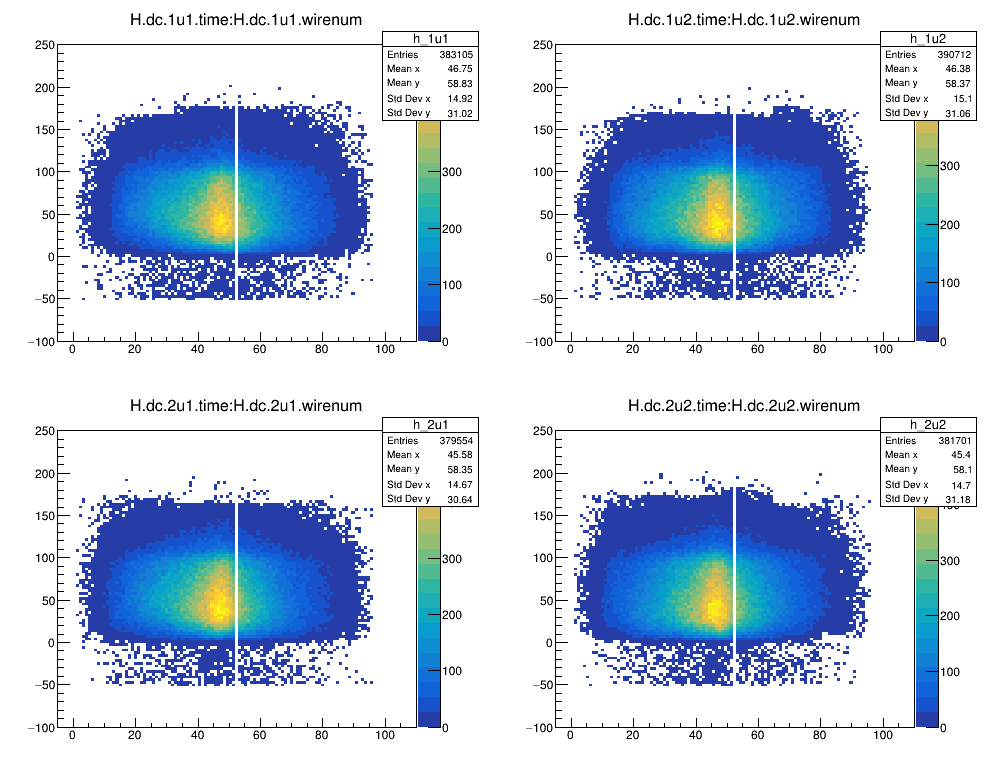 H.dc.1u1.time:H.dc.1u1.wirenum
h_1u1
Entries 383105
Mean x 46.75
Mean y 58.83
Std Dev x 14.92
Std Dev y 31.02
250
200
150
100
50
0
−50
−100
0 20 40 60 80 100
300
200
100
0
H.dc.1u2.time:H.dc.1u2.wirenum
h_1u2
Entries 390712
Mean x 46.38
Mean y 58.37
Std Dev x 15.1
Std Dev y 31.06
250
200
150
100
50
0
−50
−100
0 20 40 60 80 100
300
200
100
0
H.dc.2u1.time:H.dc.2u1.wirenum
h_2u1
Entries 379554
Mean x 45.58
Mean y 58.35
Std Dev x 14.67
Std Dev y 30.64
250
200
150
100
50
0
−50
−100
0 20 40 60 80 100
300
200
100
0
H.dc.2u2.time:H.dc.2u2.wirenum
h_2u2
Entries 381701
Mean x 45.4
Mean y 58.1
Std Dev x 14.7
Std Dev y 31.18
250
200
150
100
50
0
−50
−100
0 20 40 60 80 100
300
200
100
0